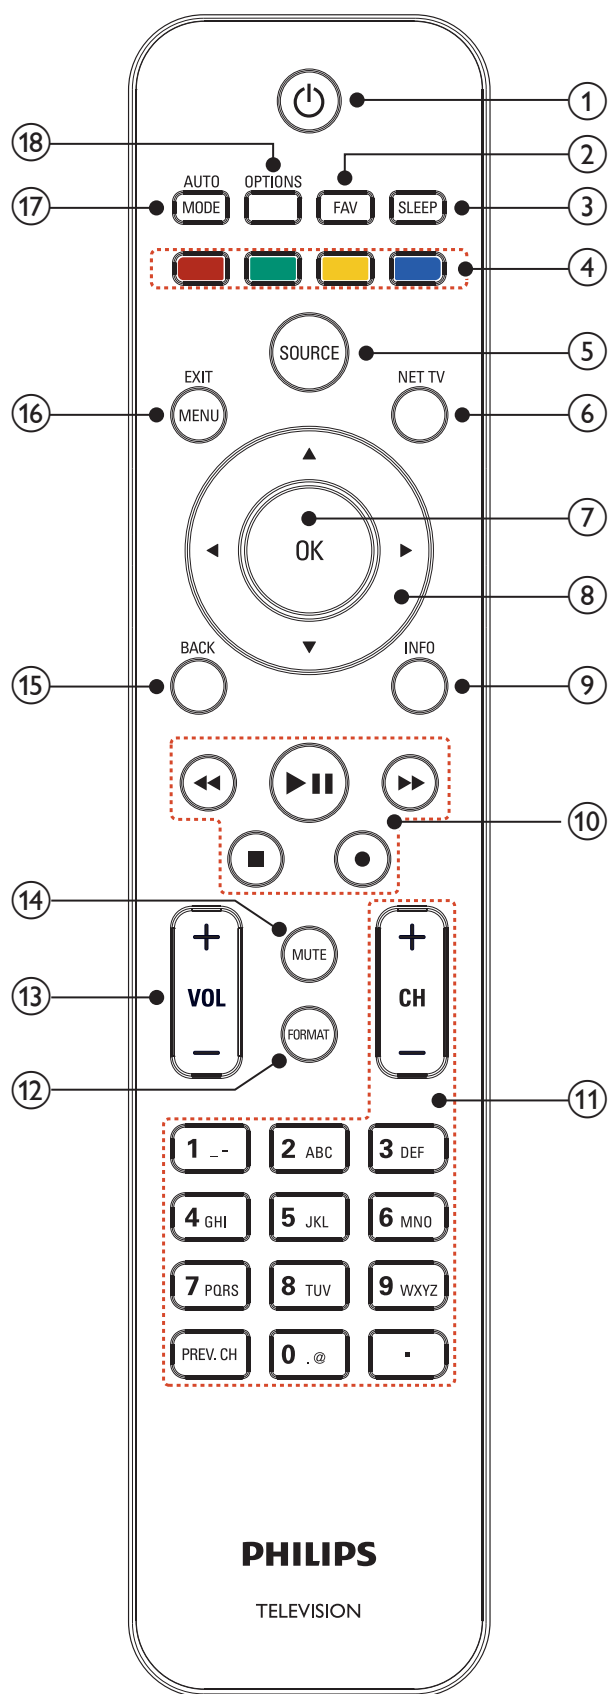 1
18
2
AUTO OPTIONS
17 MODE FAV SLEEP 3
4
SOURCE 5
EXIT NET TV
16 MENU 6
7
OK
8
BACK INFO
15 9
10
14
+ +
MUTE
13 VOL CH
FORMAT
− −
12 11
1 _- 2 ABC 3 DEF
4 GHI 5 JKL 6 MNO
7 PQRS 8 TUV 9 WXYZ
PREV. CH 0 .@ .
PHILIPS
TELEVISION